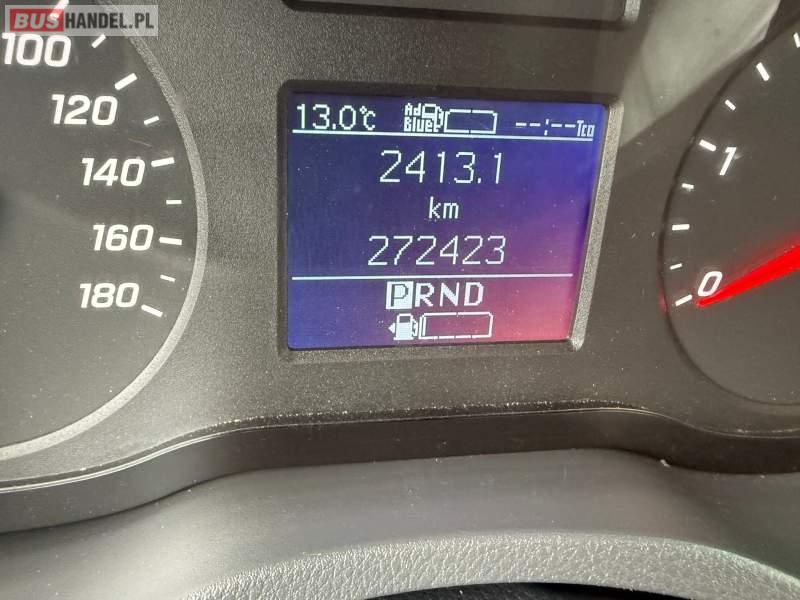 BUSHANDEL.PL
100
120
140
160
180
13.0°C Ad Blue --:--Tco
2413.1
km
272423
PRND
1
0